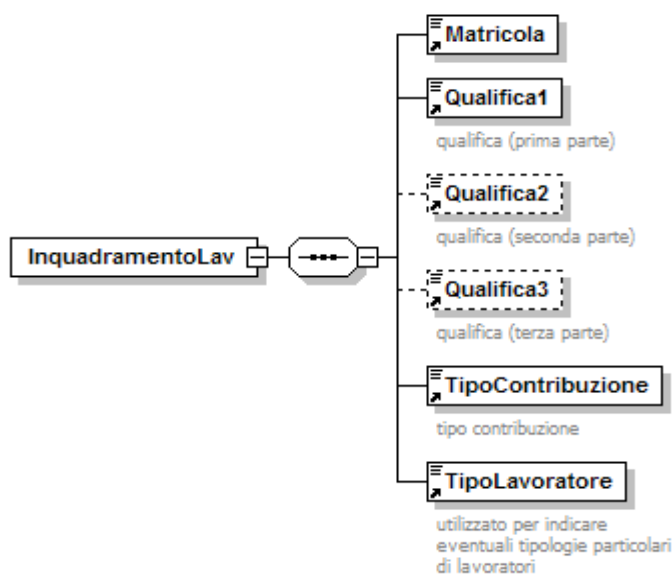 Matricola
Qualifica1
qualifica (prima parte)
Qualifica2
qualifica (seconda parte)
InquadramentoLav
Qualifica3
qualifica (terza parte)
TipoContribuzione
tipo contribuzione
TipoLavoratore
utilizzato per indicare
eventuali tipologie particolari
di lavoratori